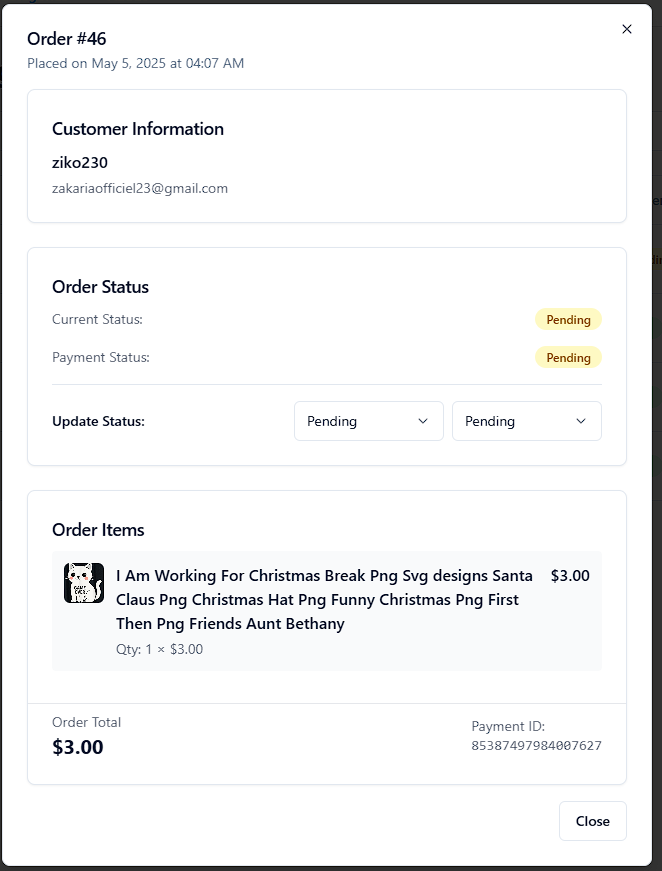 Order #46
Placed on May 5, 2025 at 04:07 AM
Customer Information
ziko230
zakariaofficiel23@gmail.com
Order Status
Current Status:
Pending
Payment Status:
Pending
Update Status:
Pending
Pending
Order Items
I Am Working For Christmas Break Png Svg designs Santa
$3.00
Claus Png Christmas Hat Png Funny Christmas Png First
Then Png Friends Aunt Bethany
Qty: 1 × $3.00
Order Total
$3.00
Payment ID:
85387497984007627
Close